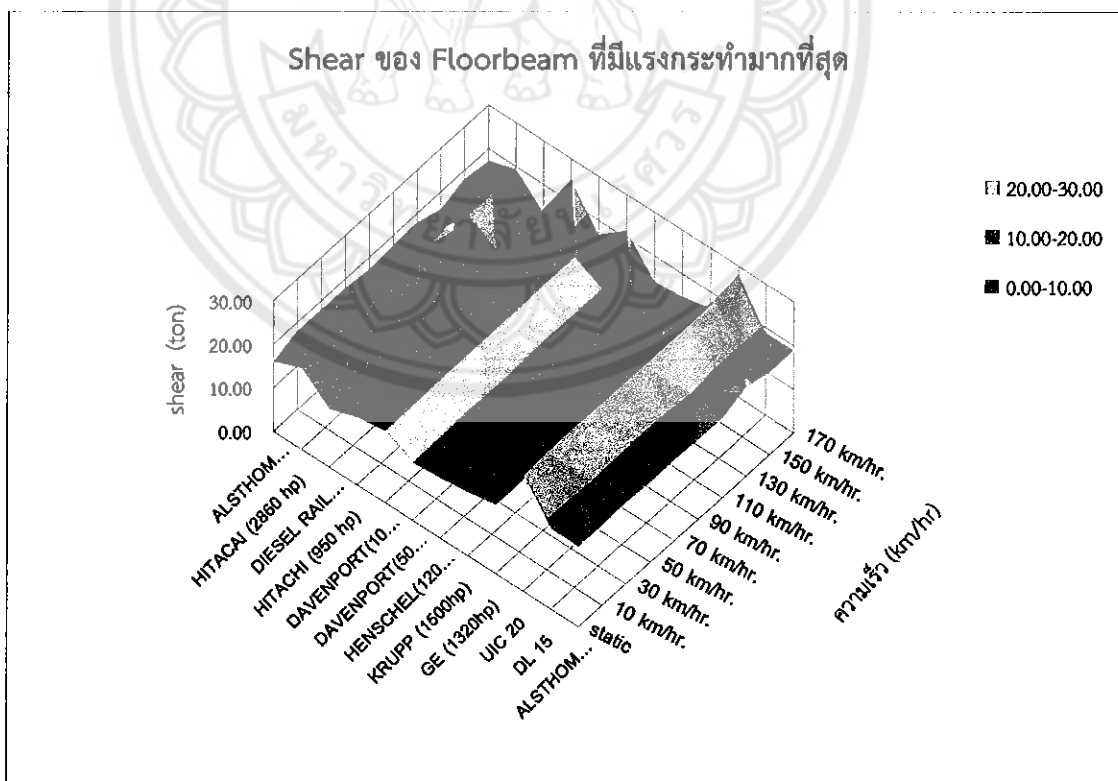 Shear ของ Floorbeam ที่มีแรงกระทำมากที่สุด
20.00-30.00
10.00-20.00
0.00-10.00
30.00
20.00
10.00
0.00
shear (ton)
ALSTHOM...
HITACAI (2860 hp)
DIESEL RAIL...
HITACHI (950 hp)
DAVENPORT(10...
DAVENPORT(50...
HENSCHEL(120...
KRUPP (1500hp)
GE (1320hp)
UIC 20
DL 15
ALSTHOM...
170 km/hr.
150 km/hr.
130 km/hr.
110 km/hr.
90 km/hr.
70 km/hr.
50 km/hr.
30 km/hr.
10 km/hr.
static
ความเร็ว (km/hr)